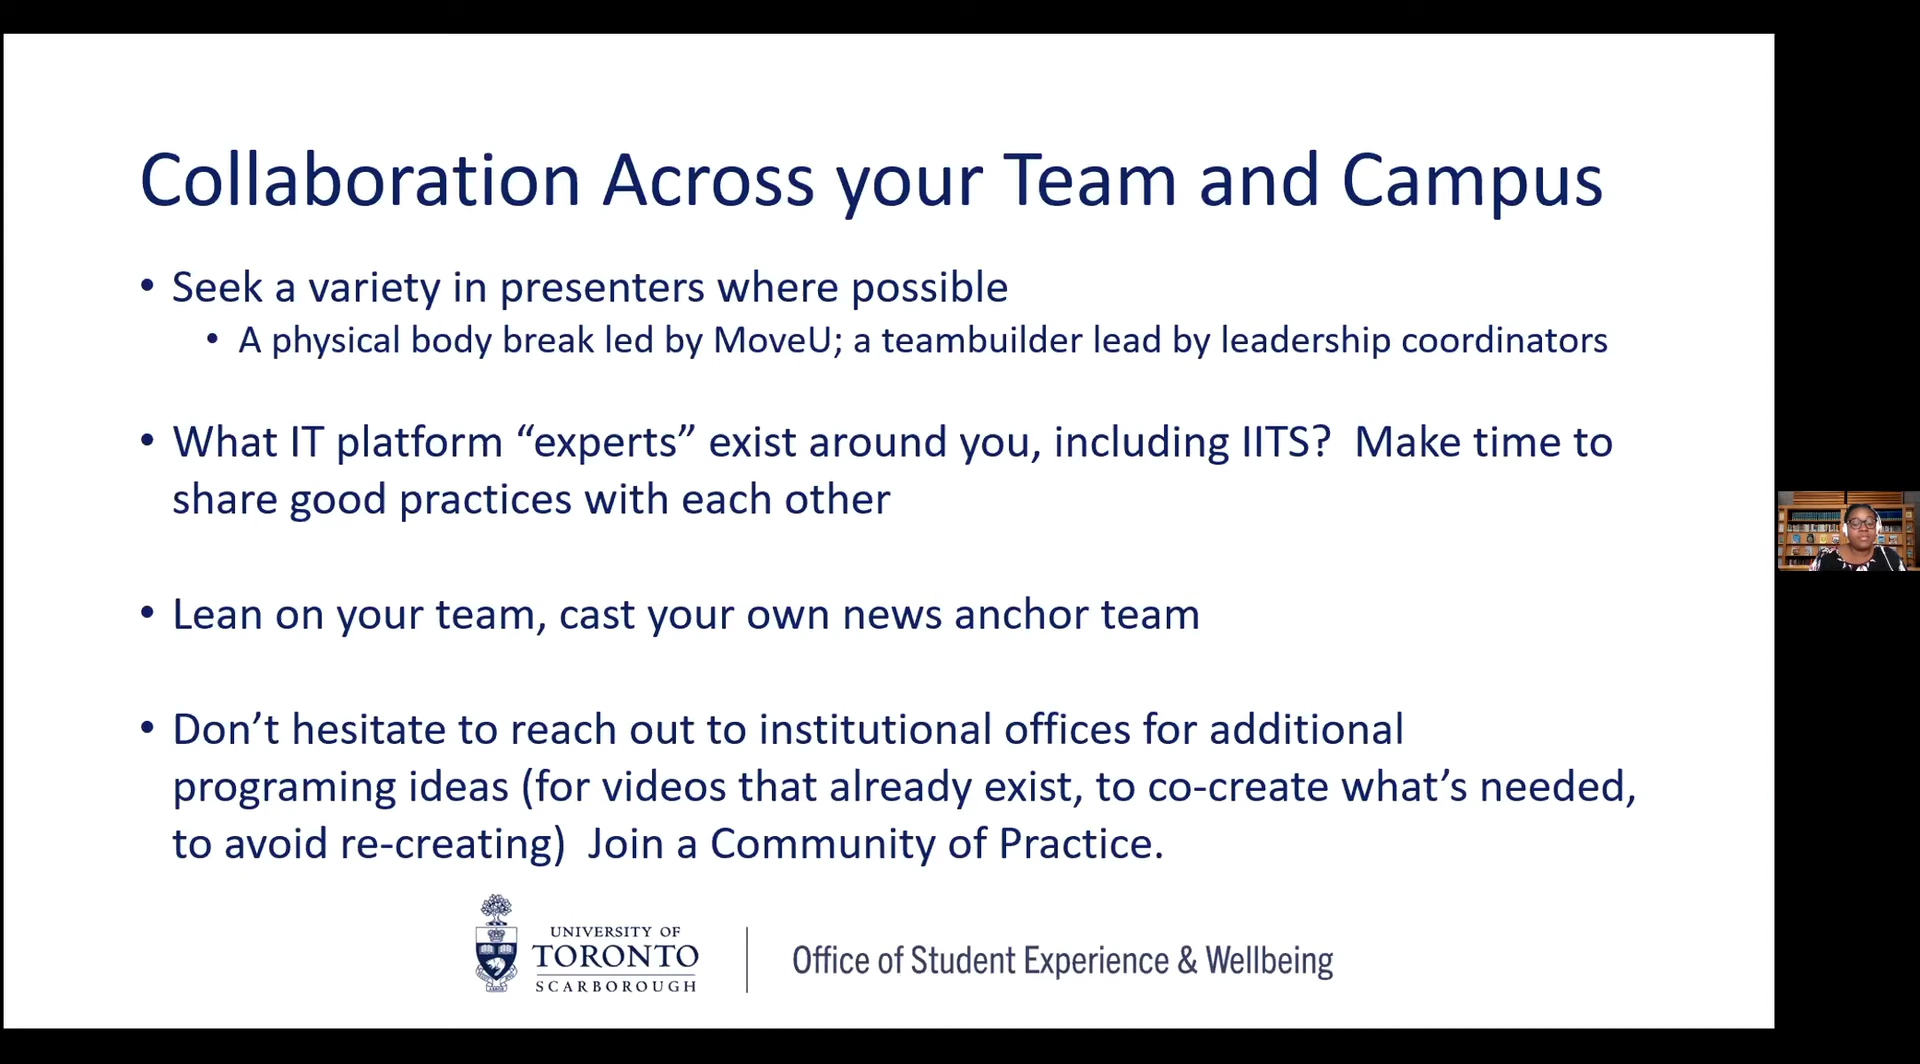 Collaboration Across your Team and Campus
• Seek a variety in presenters where possible
• A physical body break led by MoveU; a teambuilder lead by leadership coordinators
• What IT platform “experts” exist around you, including IITS?  Make time to
share good practices with each other
• Lean on your team, cast your own news anchor team
• Don’t hesitate to reach out to institutional offices for additional
programing ideas (for videos that already exist, to co-create what’s needed,
to avoid re-creating)  Join a Community of Practice.
UNIVERSITY OF
TORONTO
SCARBOROUGH
Office of Student Experience & Wellbeing